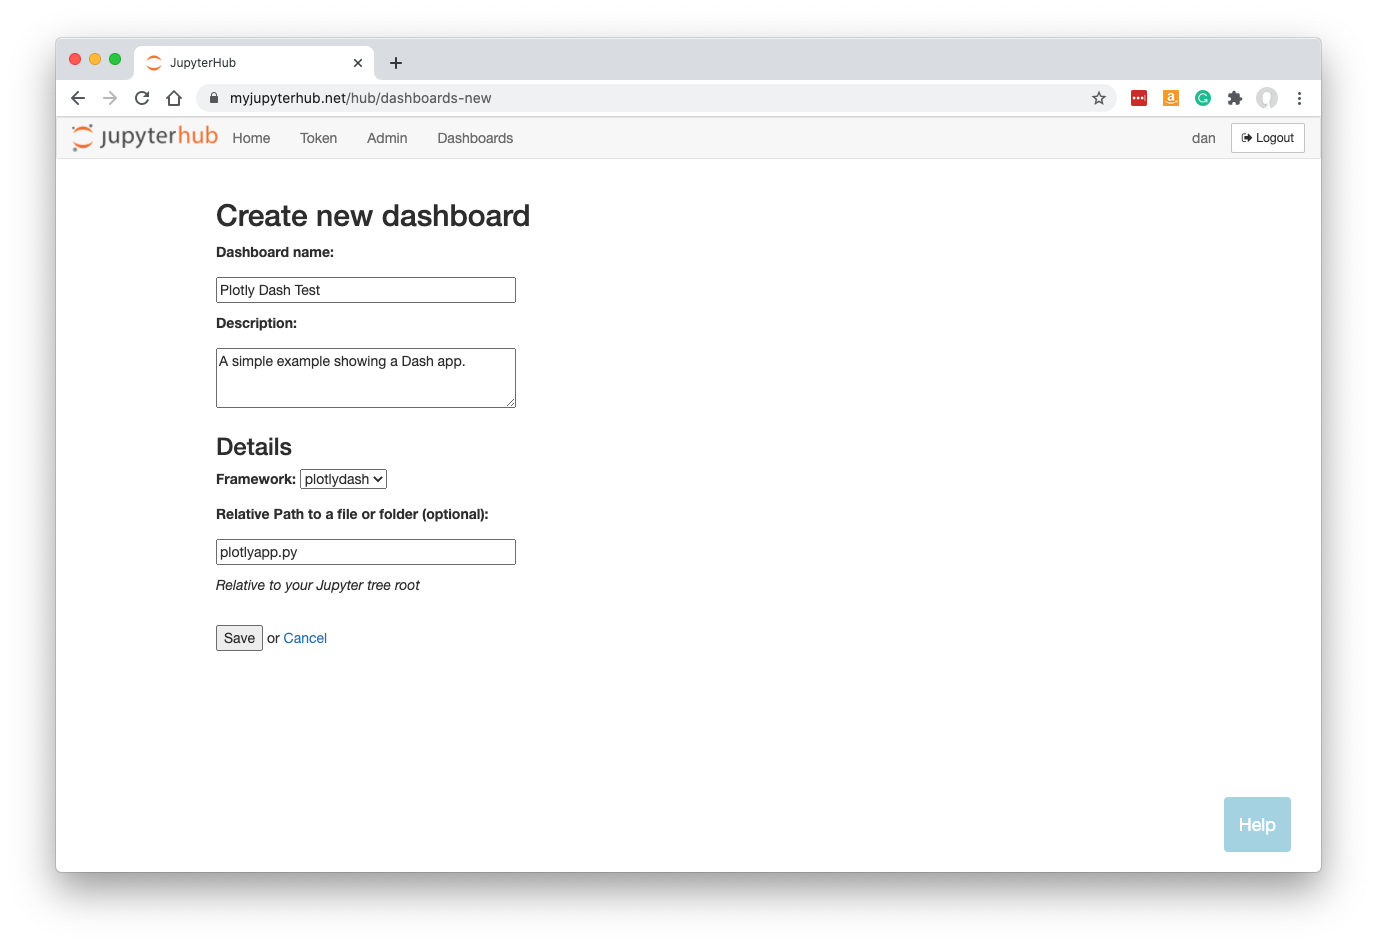 JupyterHub
myjupyterhub.net/hub/dashboards-new
jupyterhub Home Token Admin Dashboards dan Logout
Create new dashboard
Dashboard name:
Plotly Dash Test
Description:
A simple example showing a Dash app.
Details
Framework: plotlydash
Relative Path to a file or folder (optional):
plotlyapp.py
Relative to your Jupyter tree root
Save or Cancel
Help